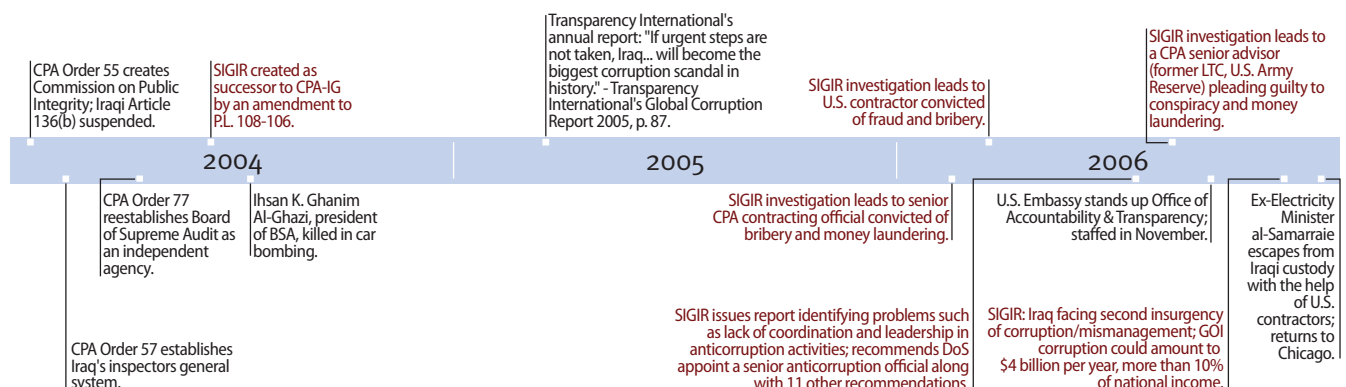 CPA Order 55 creates
Commission on Public
Integrity; Iraqi Article
136(b) suspended.
SIGIR created as
successor to CPA-IG
by an amendment to
P.L. 108-106.
Transparency International's
annual report: "If urgent steps are
not taken, Iraq... will become the
biggest corruption scandal in
history." - Transparency
International's Global Corruption
Report 2005, p. 87.
SIGIR investigation leads to
U.S. contractor convicted
of fraud and bribery.
SIGIR investigation leads to
a CPA senior advisor
(former LTC, U.S. Army
Reserve) pleading guilty to
conspiracy and money
laundering.
2004
2005
2006
CPA Order 57 establishes
Iraq's inspectors general
system.
CPA Order 77
reestablishes Board
of Supreme Audit as
an independent
agency.
Ihsan K. Ghanim
Al-Ghazi, president
of BSA, killed in car
bombing.
SIGIR investigation leads to senior
CPA contracting official convicted of
bribery and money laundering.
SIGIR issues report identifying problems such
as lack of coordination and leadership in
anticorruption activities; recommends DoS
appoint a senior anticorruption official along
with 11 other recommendations.
U.S. Embassy stands up Office of
Accountability & Transparency;
staffed in November.
SIGIR: Iraq facing second insurgency
of corruption/mismanagement; GOI
corruption could amount to
$4 billion per year, more than 10%
of national income.
Ex-Electricity
Minister
al-Samarraie
escapes from
Iraqi custody
with the help
of U.S.
contractors;
returns to
Chicago.